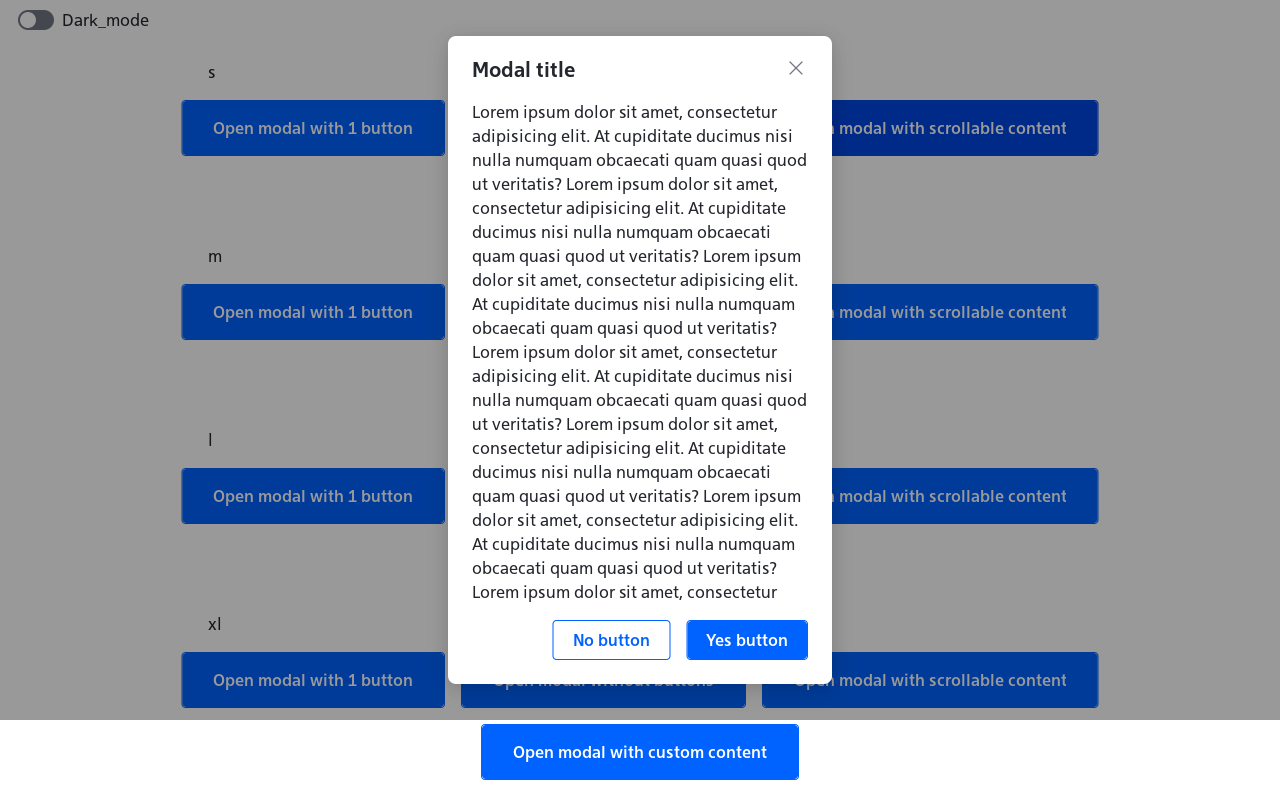 Dark_mode
Modal title
s
Open modal with 1 button
modal with scrollable content
Lorem ipsum dolor sit amet, consectetur
adipisicing elit. At cupiditate ducimus nisi
nulla numquam obcaecati quam quasi quod
ut veritatis? Lorem ipsum dolor sit amet,
consectetur adipisicing elit. At cupiditate
ducimus nisi nulla numquam obcaecati
quam quasi quod ut veritatis? Lorem ipsum
dolor sit amet, consectetur adipisicing elit.
At cupiditate ducimus nisi nulla numquam
obcaecati quam quasi quod ut veritatis?
Lorem ipsum dolor sit amet, consectetur
adipisicing elit. At cupiditate ducimus nisi
nulla numquam obcaecati quam quasi quod
ut veritatis? Lorem ipsum dolor sit amet,
consectetur adipisicing elit. At cupiditate
ducimus nisi nulla numquam obcaecati
quam quasi quod ut veritatis? Lorem ipsum
dolor sit amet, consectetur adipisicing elit.
At cupiditate ducimus nisi nulla numquam
obcaecati quam quasi quod ut veritatis?
Lorem ipsum dolor sit amet, consectetur
No button
Yes button
m
Open modal with 1 button
modal with scrollable content
l
Open modal with 1 button
modal with scrollable content
xl
Open modal with 1 button
Open modal without buttons
modal with scrollable content
Open modal with custom content